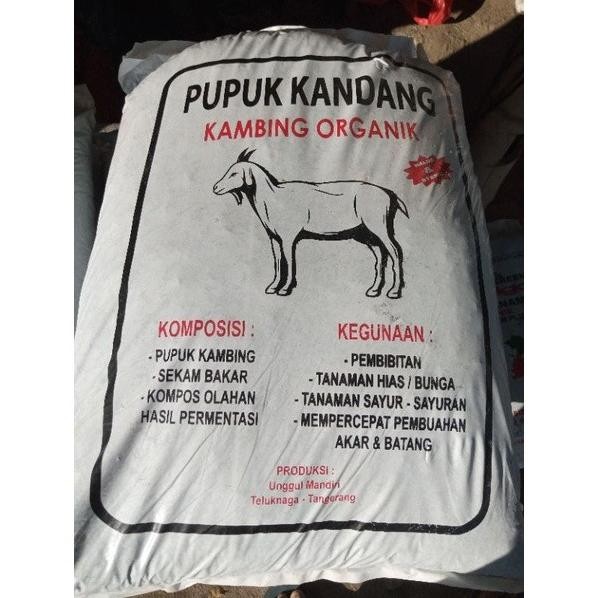 PUPUK KANDANG
KAMBING ORGANIK
KOMPOSISI :
- PUPUK KAMBING
- SEKAM BAKAR
- KOMPOS OLAHAN
HASIL PERMENTASI
KEGUNAAN :
- PEMBIBITAN
- TANAMAN HIAS / BUNGA
- TANAMAN SAYUR - SAYURAN
- MEMPERCEPAT PEMBUAHAN
AKAR & BATANG
PRODUKSI :
Unggul Mandiri
Teluknaga - Tangerang